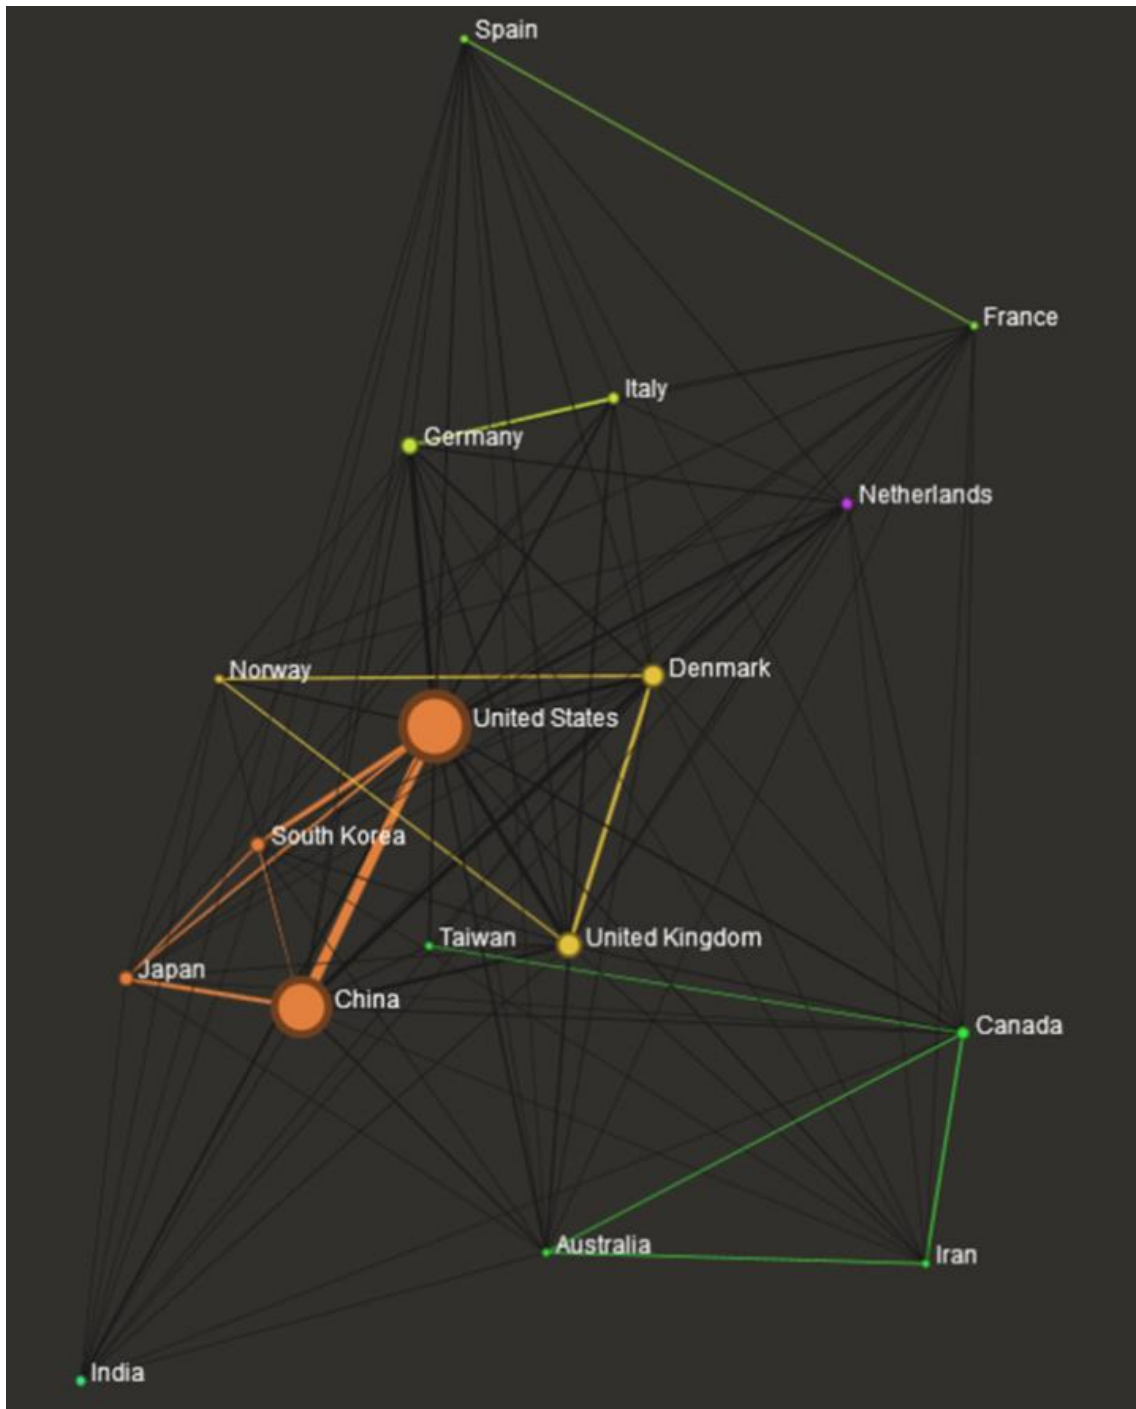 Spain
France
Italy
Germany
Netherlands
Norway
Denmark
United States
South Korea
Taiwan
United Kingdom
Japan
China
Canada
Australia
Iran
India